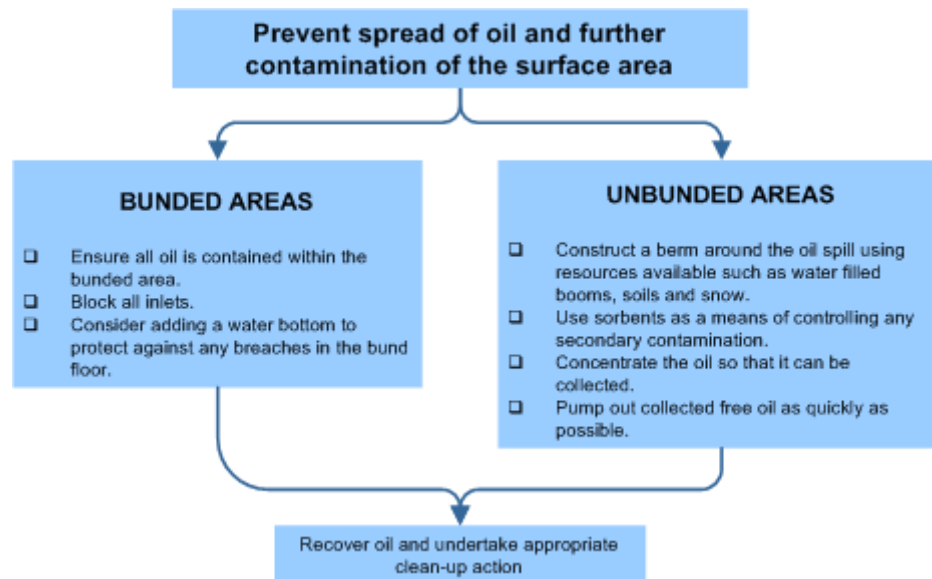 Prevent spread of oil and further
contamination of the surface area
BUNDED AREAS
❑ Ensure all oil is contained within the
bunded area.
❑ Block all inlets.
❑ Consider adding a water bottom to
protect against any breaches in the bund
floor.
UNBUNDED AREAS
❑ Construct a berm around the oil spill using
resources available such as water filled
booms, soils and snow.
❑ Use sorbents as a means of controlling any
secondary contamination.
❑ Concentrate the oil so that it can be
collected.
❑ Pump out collected free oil as quickly as
possible.
Recover oil and undertake appropriate
clean-up action